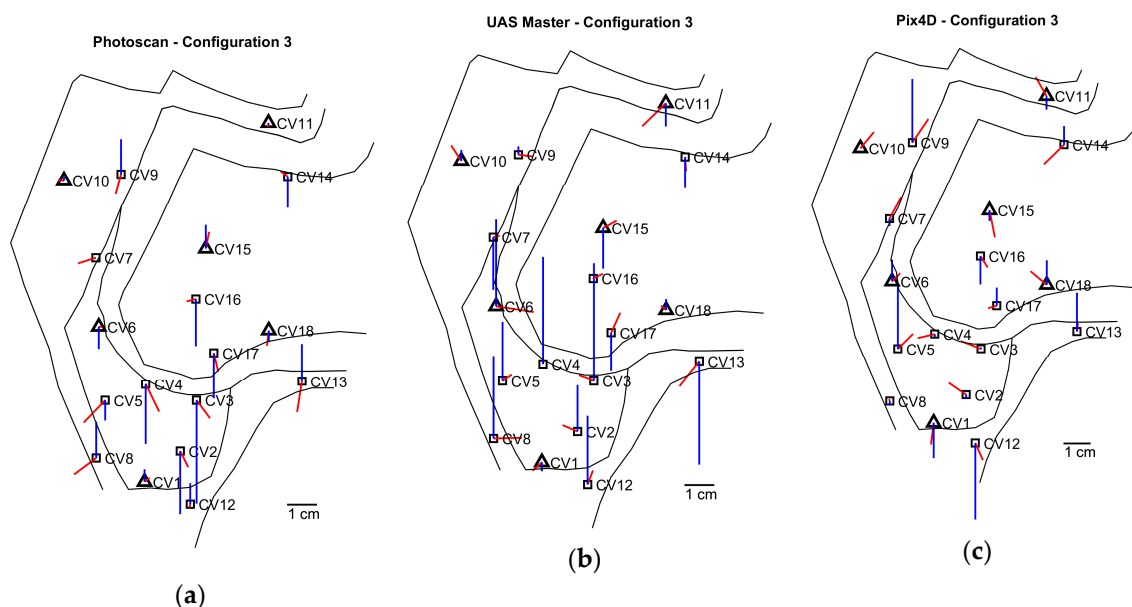 Photoscan - Configuration 3
CV11
CV10
CV9
CV14
CV15
CV7
CV16
CV6
CV18
CV17
CV4
CV13
CV5
CV3
CV8
CV2
CV1
CV12
1 cm
(a)
UAS Master - Configuration 3
CV11
CV10
CV9
CV14
CV15
CV7
CV16
CV6
CV18
CV17
CV4
CV13
CV5
CV3
CV8
CV2
CV1
CV12
1 cm
(b)
Pix4D - Configuration 3
CV11
CV10
CV9
CV14
CV7
CV15
CV16
CV6
CV18
CV17
CV4
CV13
CV5
CV3
CV8
CV2
CV1
CV12
1 cm
(c)